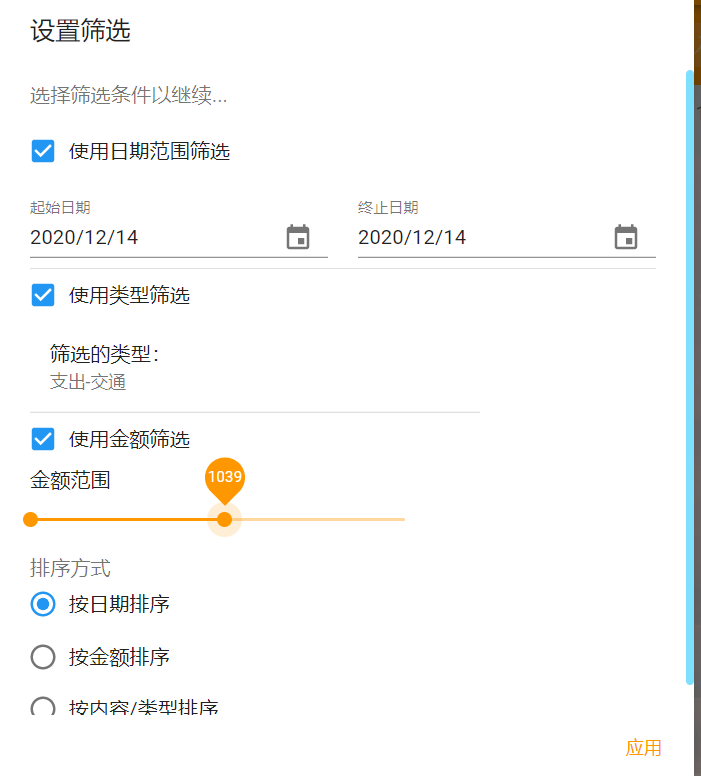 设置筛选
选择筛选条件以继续...
使用日期范围筛选
起始日期 终止日期
2020/12/14 2020/12/14
使用类型筛选
筛选的类型：
支出-交通
使用金额筛选
金额范围
1039
排序方式
按日期排序
按金额排序
按内容/类型排序
应用